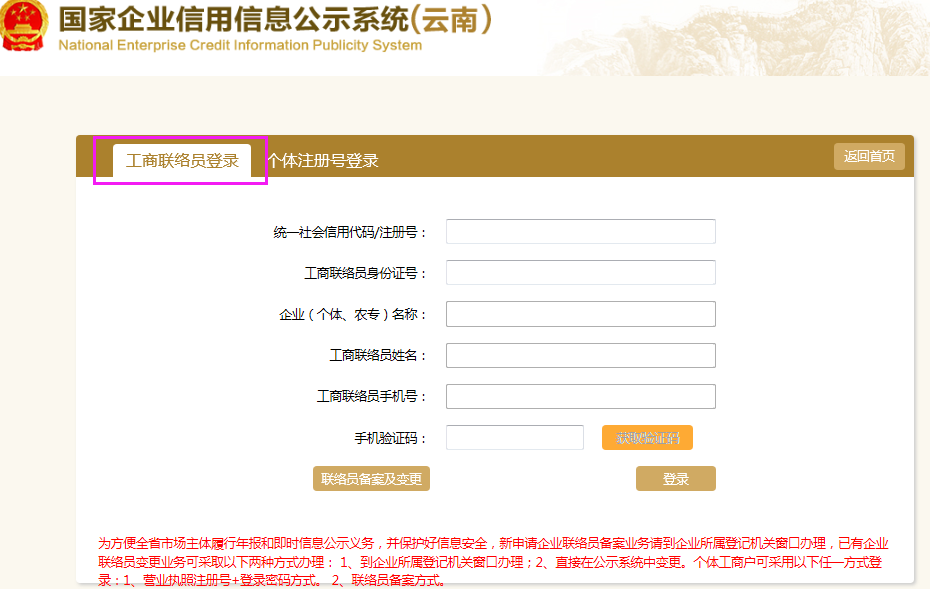 国家企业信用信息公示系统(云南)
National Enterprise Credit Information Publicity System
工商联络员登录 个体注册号登录 返回首页
统一社会信用代码/注册号：
工商联络员身份证号：
企业（个体、农专）名称：
工商联络员姓名：
工商联络员手机号：
手机验证码： 获取验证码
联络员备案及变更 登录
为方便全省市场主体履行年报和即时信息公示义务，并保护好信息安全，新申请企业联络员备案业务请到企业所属登记机关窗口办理，已有企业
联络员变更业务可采取以下两种方式办理： 1、到企业所属登记机关窗口办理；2、直接在公示系统中变更。个体工商户可采用以下任一方式登
录：1、营业执照注册号+登录密码方式。 2、联络员备案方式。